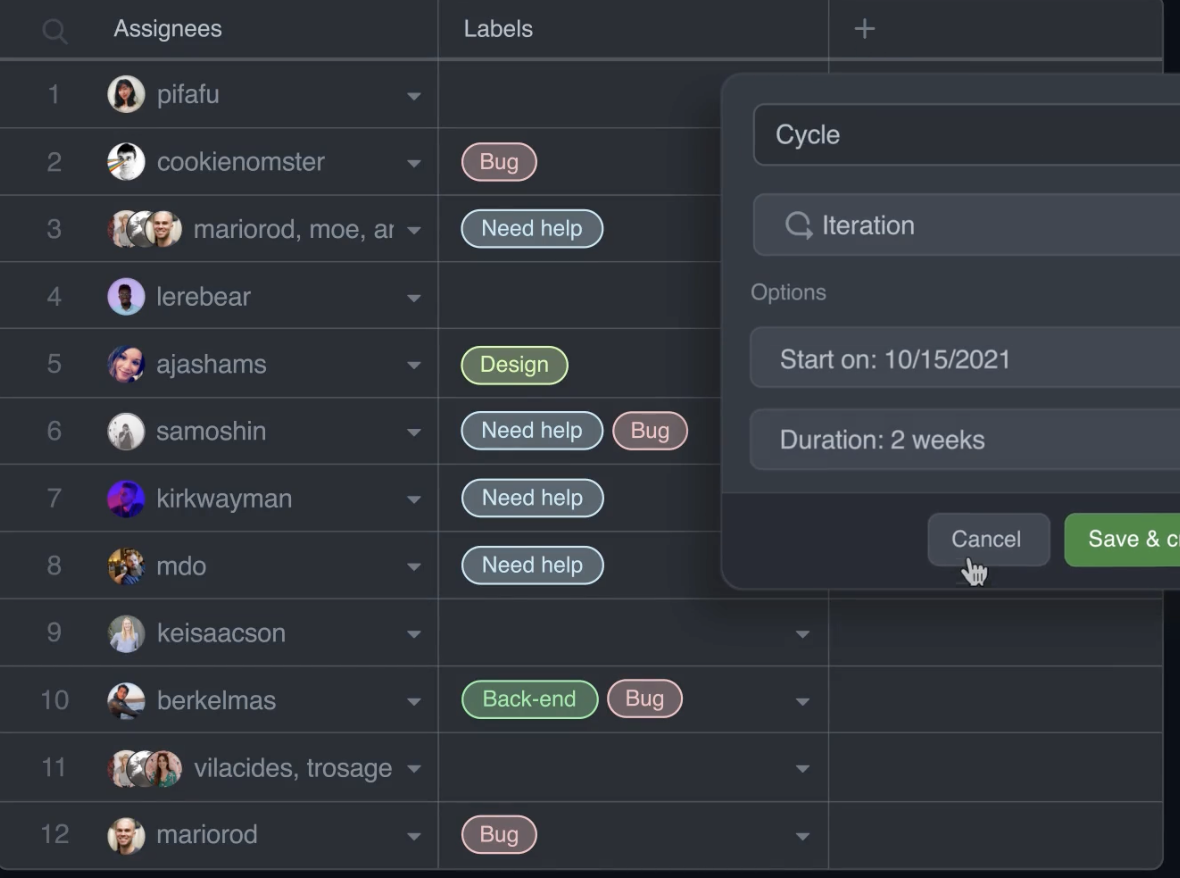 Assignees Labels +
1 pifafu
Cycle
2 cookienomster Bug
3 mariorod, moe, ar Need help
Iteration
4 lerebear
Options
5 ajashams Design
Start on: 10/15/2021
6 samoshin Need help Bug
Duration: 2 weeks
7 kirkwayman Need help
8 mdo Need help
Cancel Save & cr
9 keisaacson
10 berkelmas Back-end Bug
11 vilacides, trosage
12 mariorod Bug